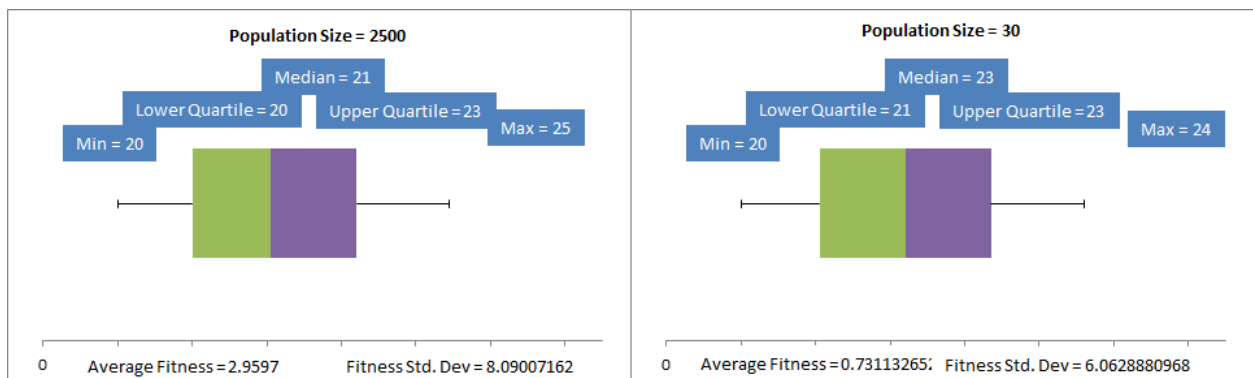 Population Size = 2500
Median = 21
Lower Quartile = 20
Upper Quartile = 23
Max = 25
Min = 20
0
Average Fitness = 2.9597
Fitness Std. Dev = 8.09007162
Population Size = 30
Median = 23
Lower Quartile = 21
Upper Quartile = 23
Max = 24
Min = 20
0
Average Fitness = 0.731132652
Fitness Std. Dev = 6.0628880968